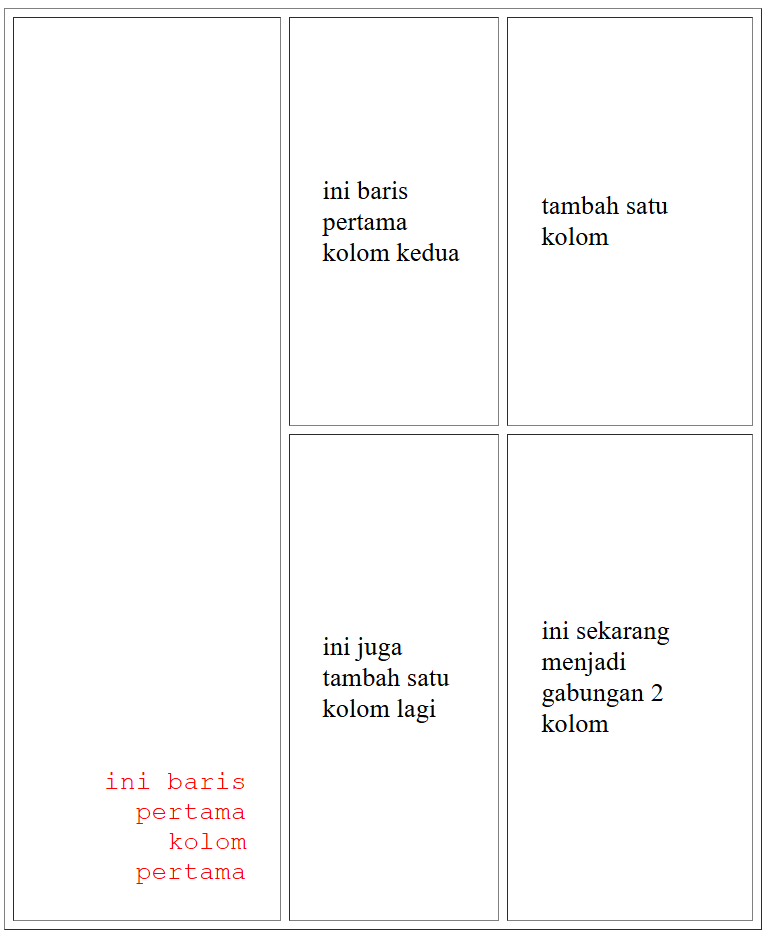 ini baris
pertama
kolom
pertama
ini baris
pertama
kolom kedua
tambah satu
kolom
ini juga
tambah satu
kolom lagi
ini sekarang
menjadi
gabungan 2
kolom